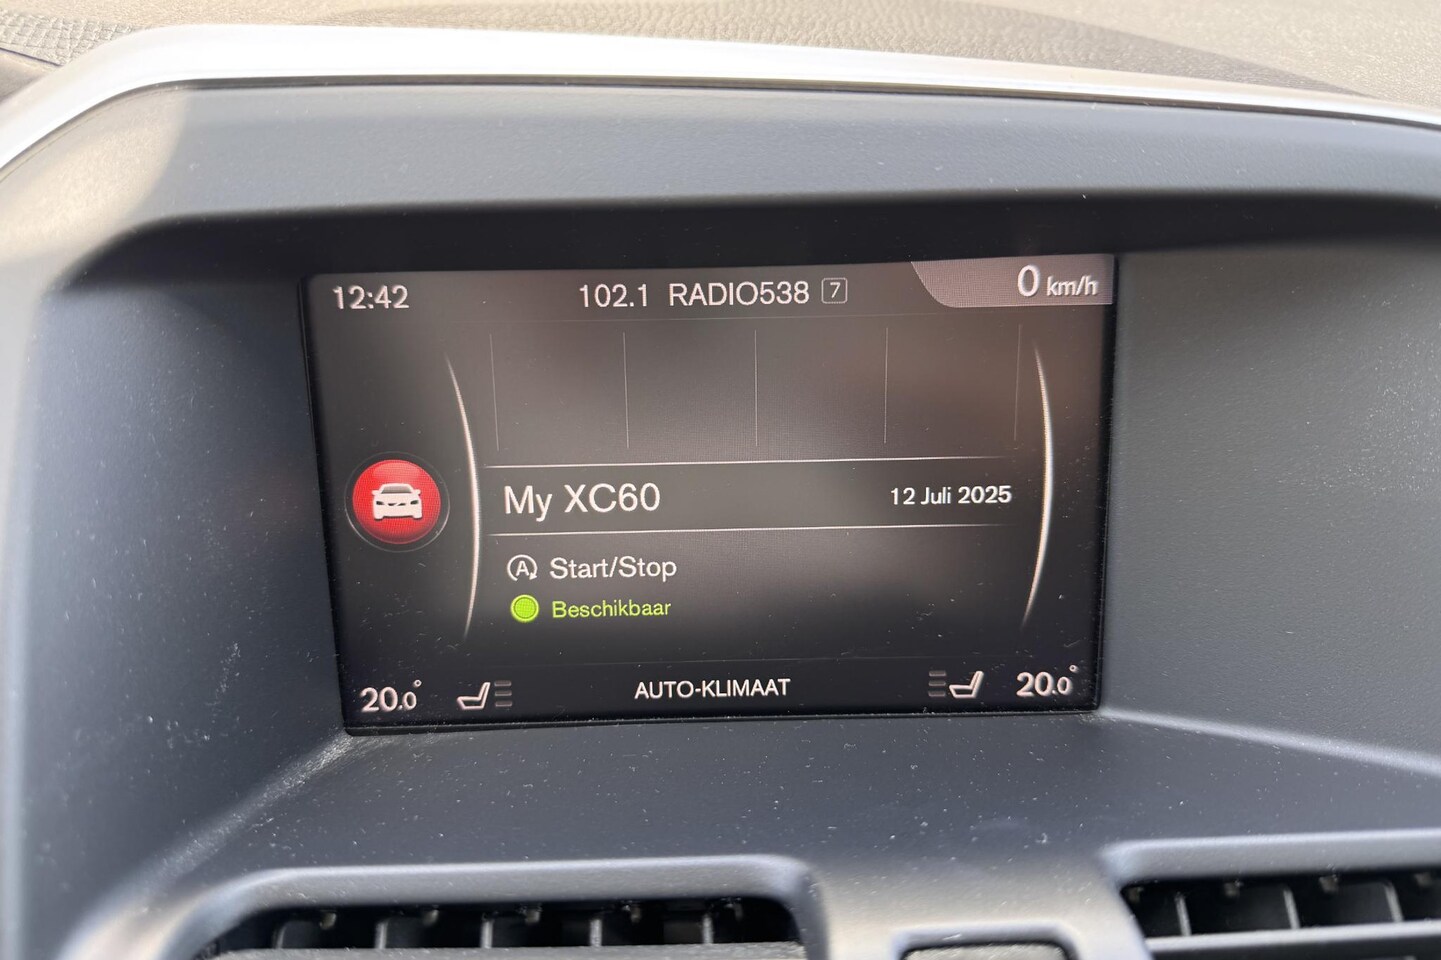 12:42 102.1 RADIO538 7 0 km/h
My XC60 12 Juli 2025
A Start/Stop
Beschikbaar
20.0° AUTO-KLIMAAT 20.0°